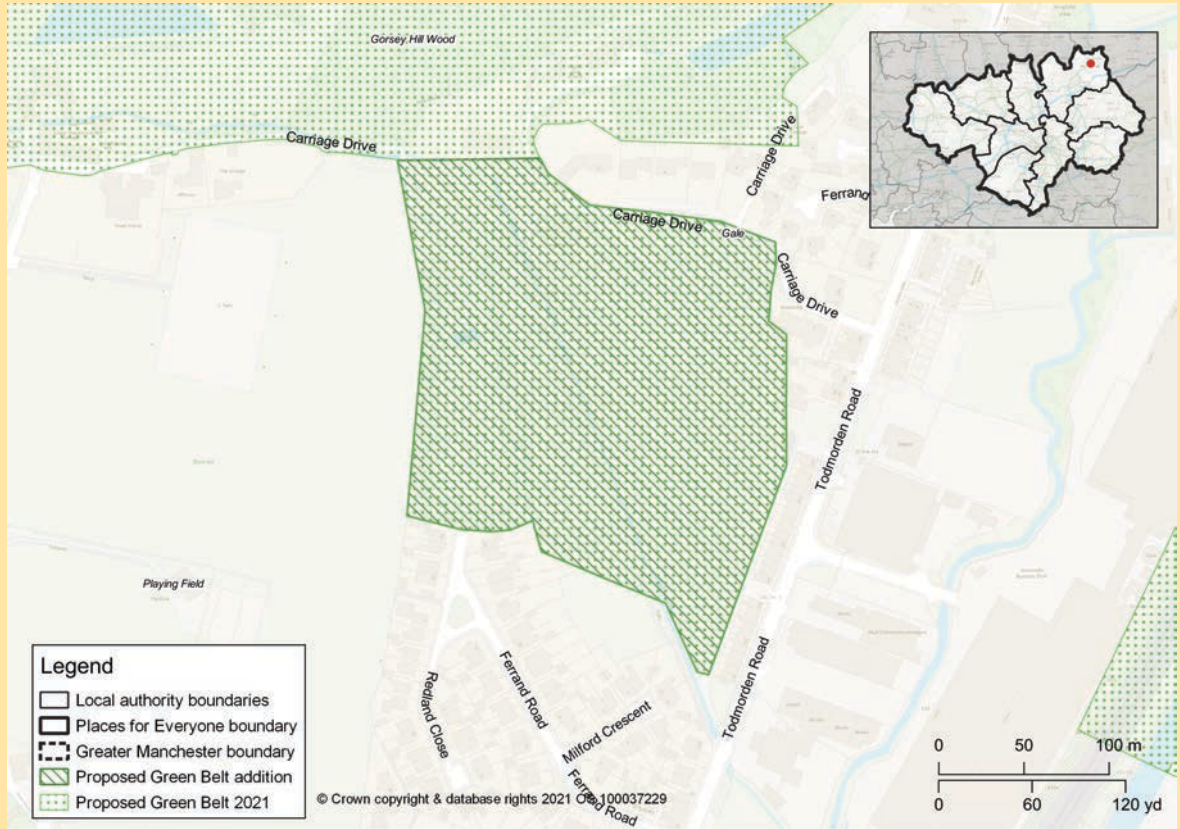 Gorsey Hill Wood
Carriage Drive
Carriage Drive
Ferrand
Carriage Drive
Gale
Carriage Drive
Todmorden Road
Playing Field
Redland Close
Ferrand Road
Milford Crescent
Todmorden Road
Ferrand Road
Legend
Local authority boundaries
Places for Everyone boundary
Greater Manchester boundary
Proposed Green Belt addition
Proposed Green Belt 2021
© Crown copyright & database rights 2021 OS 100037229
0 50 100 m
0 60 120 yd